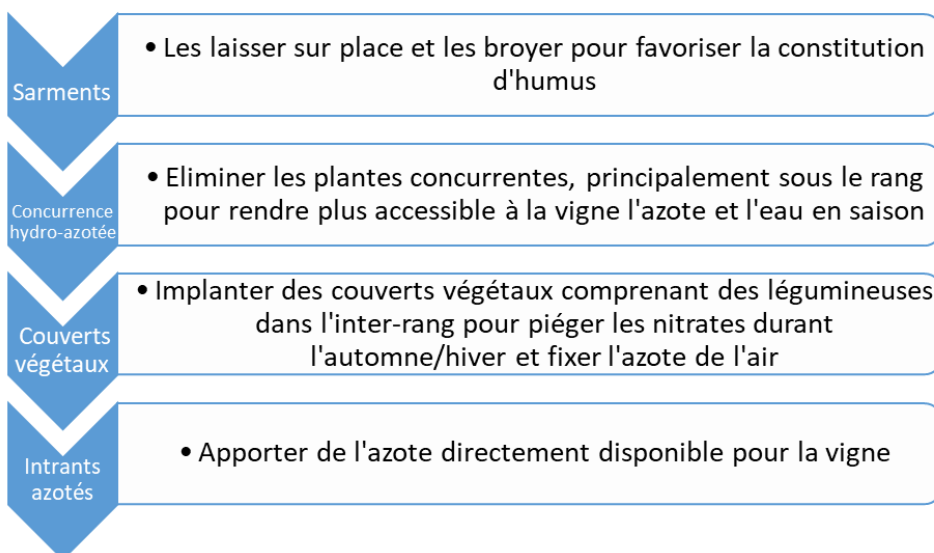 Sarments
• Les laisser sur place et les broyer pour favoriser la constitution
d'humus
Concurrence
hydro-azotée
• Eliminer les plantes concurrentes, principalement sous le rang
pour rendre plus accessible à la vigne l'azote et l'eau en saison
Couverts
végétaux
• Implanter des couverts végétaux comprenant des légumineuses
dans l'inter-rang pour piéger les nitrates durant
l'automne/hiver et fixer l'azote de l'air
Intrants
azotés
• Apporter de l'azote directement disponible pour la vigne